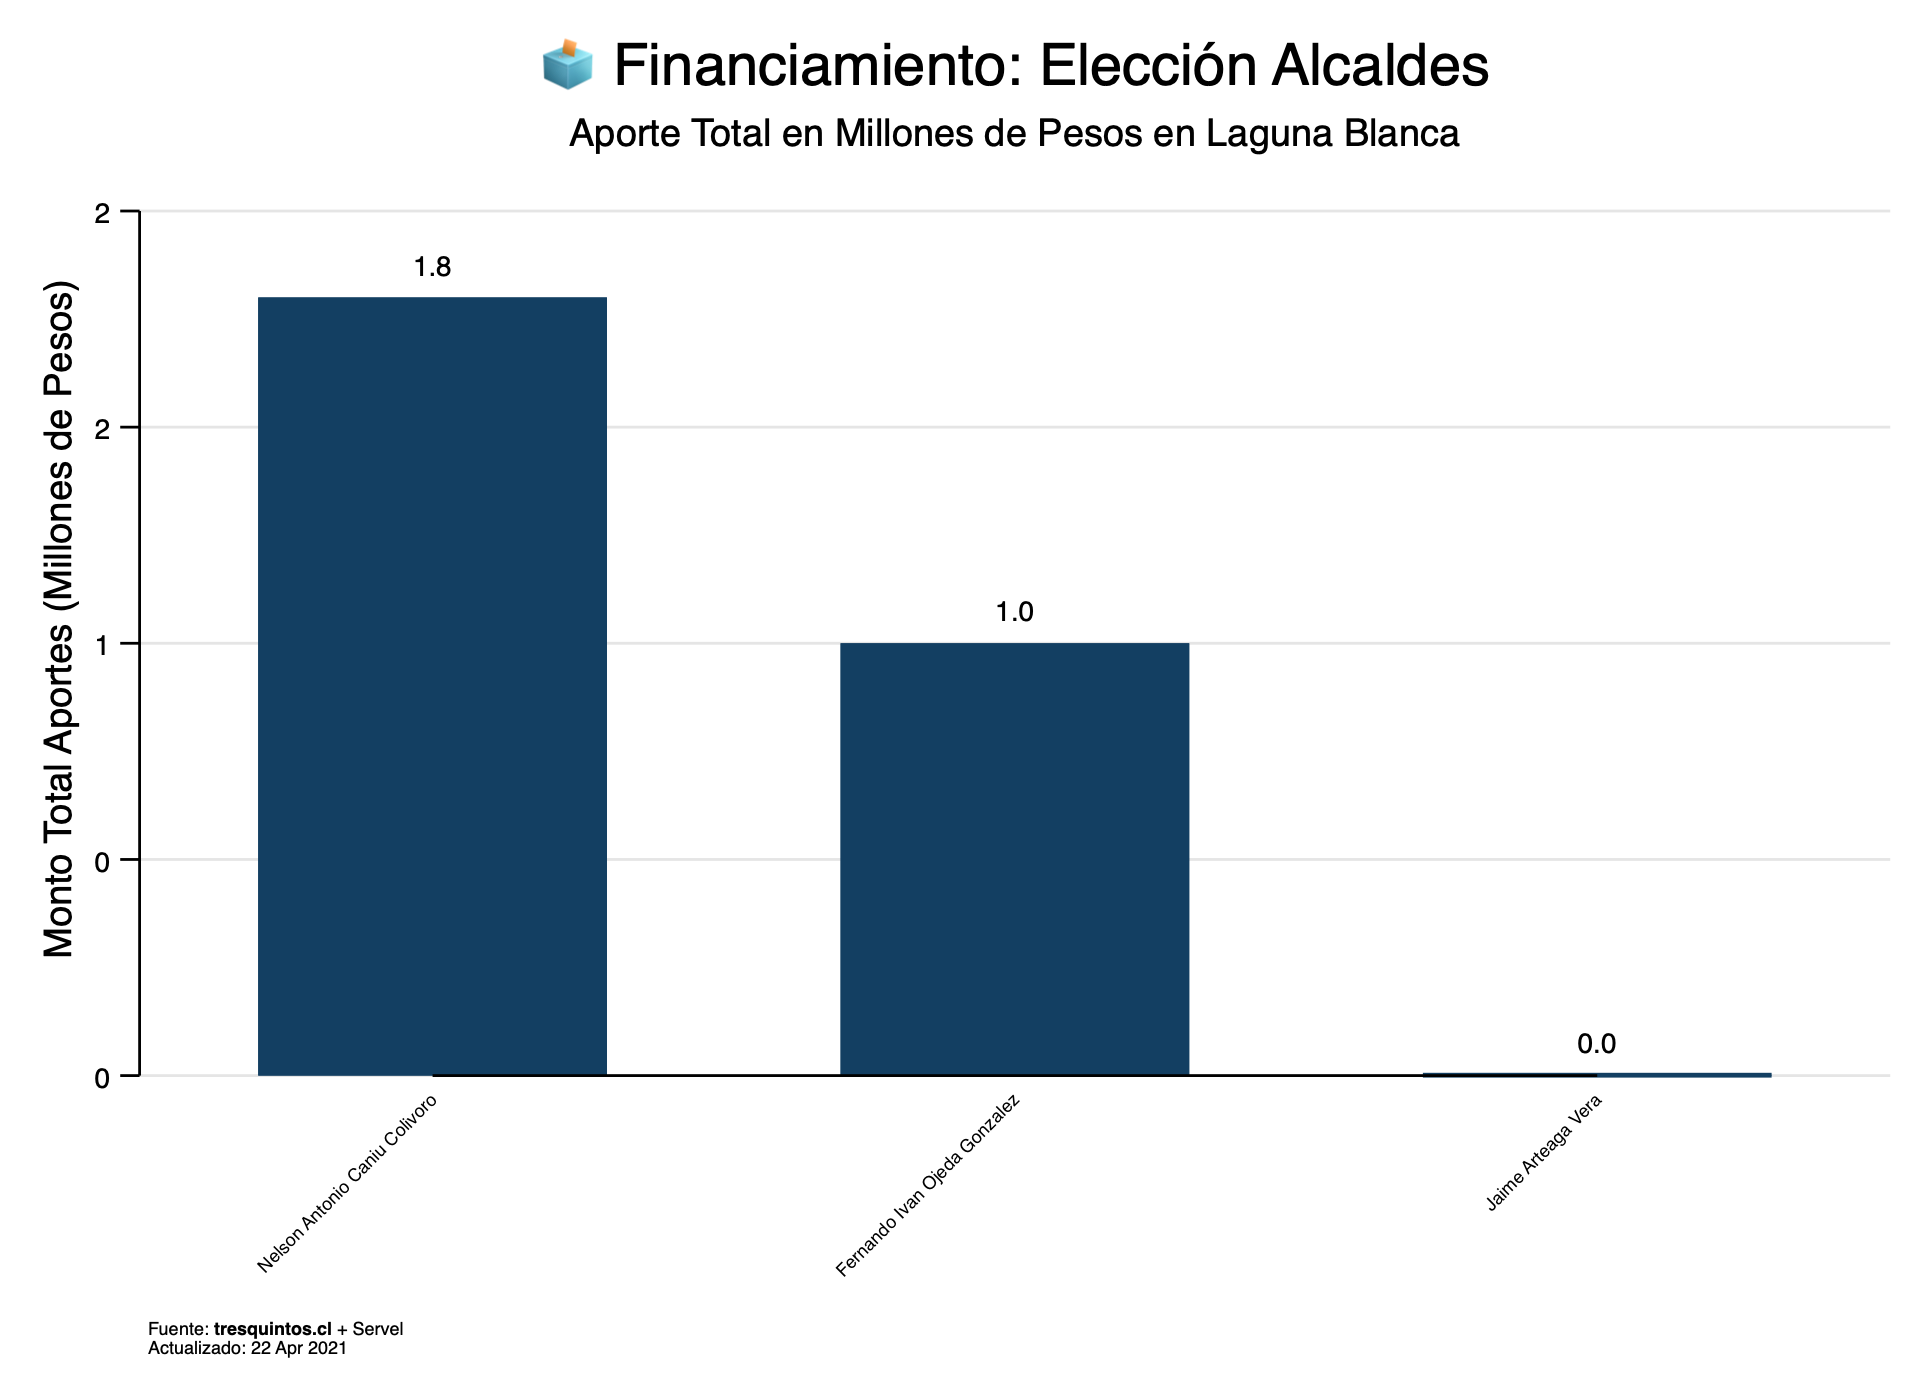 Financiamiento: Elección Alcaldes
Aporte Total en Millones de Pesos en Laguna Blanca
Monto Total Aportes (Millones de Pesos)
2
2
1
0
0
1.8
1.0
0.0
Nelson Antonio Caniu Colivoro
Fernando Ivan Ojeda Gonzalez
Jaime Arteaga Vera
Fuente: tresquintos.cl + Servel
Actualizado: 22 Apr 2021